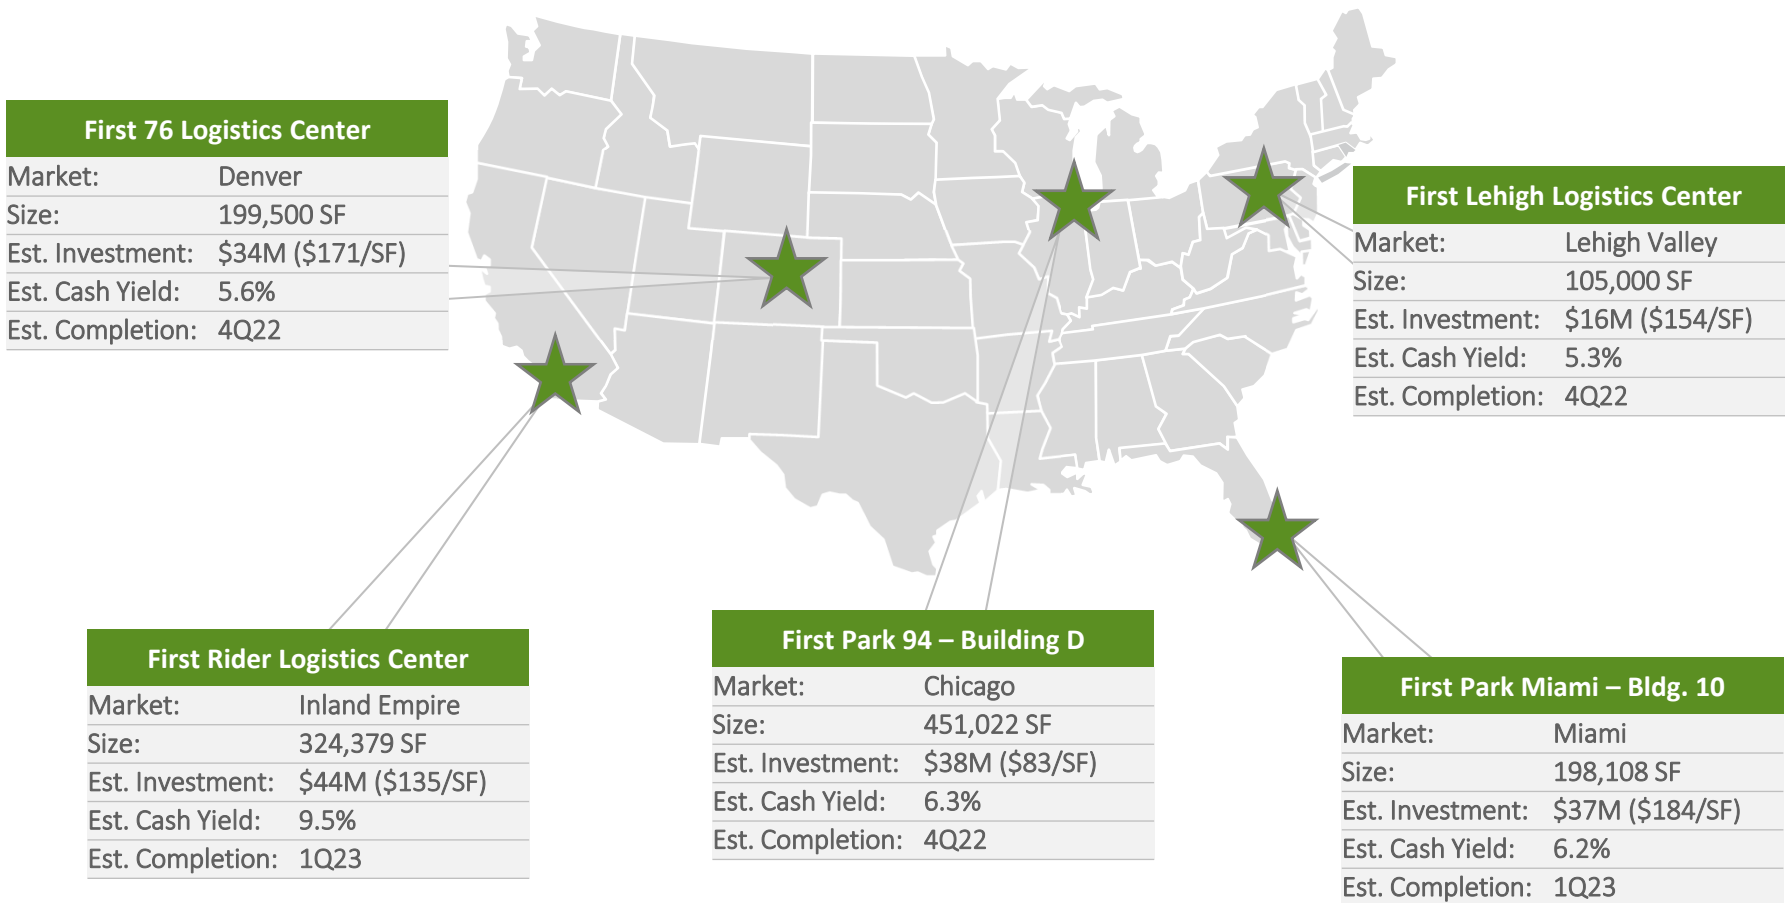 First 76 Logistics Center
Market: Denver
Size: 199,500 SF
Est. Investment: $34M ($171/SF)
Est. Cash Yield: 5.6%
Est. Completion: 4Q22
First Lehigh Logistics Center
Market: Lehigh Valley
Size: 105,000 SF
Est. Investment: $16M ($154/SF)
Est. Cash Yield: 5.3%
Est. Completion: 4Q22
First Rider Logistics Center
Market: Inland Empire
Size: 324,379 SF
Est. Investment: $44M ($135/SF)
Est. Cash Yield: 9.5%
Est. Completion: 1Q23
First Park 94 – Building D
Market: Chicago
Size: 451,022 SF
Est. Investment: $38M ($83/SF)
Est. Cash Yield: 6.3%
Est. Completion: 4Q22
First Park Miami – Bldg. 10
Market: Miami
Size: 198,108 SF
Est. Investment: $37M ($184/SF)
Est. Cash Yield: 6.2%
Est. Completion: 1Q23